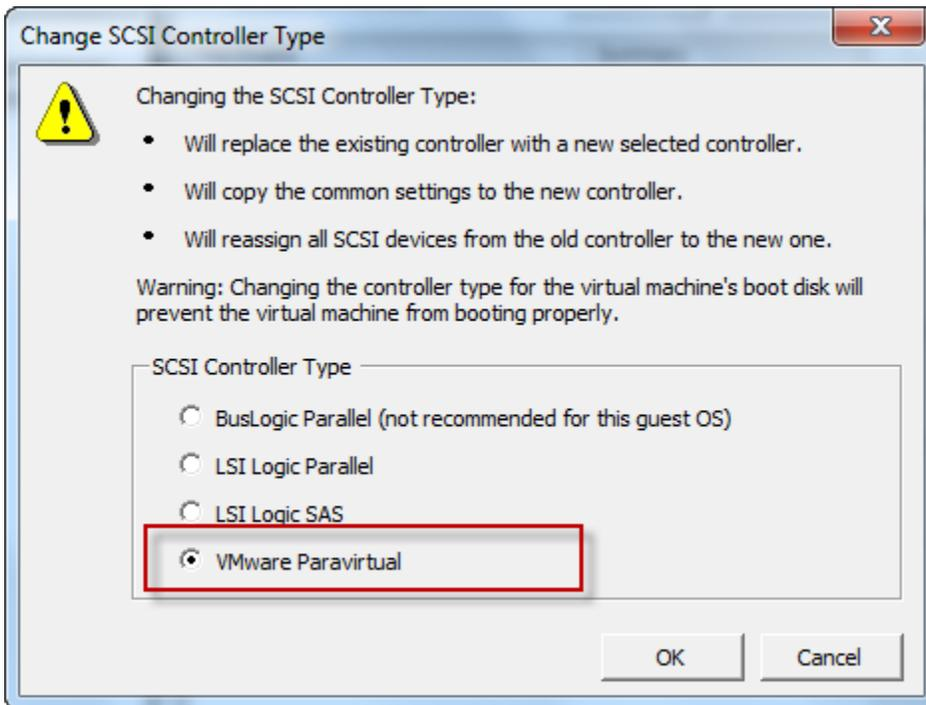 Change SCSI Controller Type
Changing the SCSI Controller Type:
• Will replace the existing controller with a new selected controller.
• Will copy the common settings to the new controller.
• Will reassign all SCSI devices from the old controller to the new one.
Warning: Changing the controller type for the virtual machine's boot disk will
prevent the virtual machine from booting properly.
SCSI Controller Type
BusLogic Parallel (not recommended for this guest OS)
LSI Logic Parallel
LSI Logic SAS
VMware Paravirtual
OK Cancel